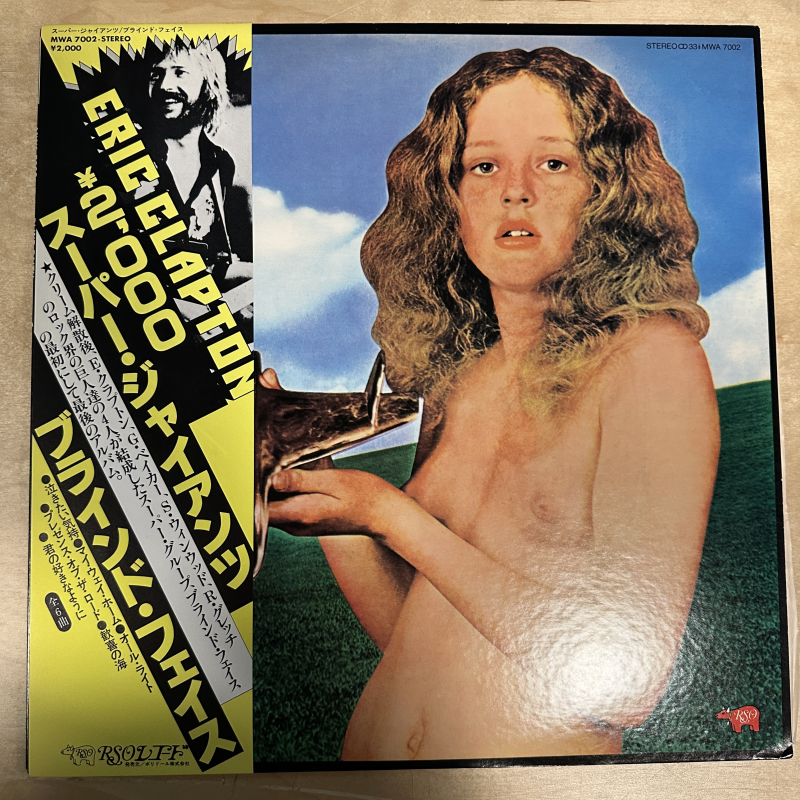 スーパー・ジャイアンツ/ブラインド・フェイス
MWA 7002・STEREO
¥2,000
STEREO 33⅓ MWA 7002
ERIC CLAPTON
¥2,000
スーパー・ジャイアンツ
★クリーム解散後、E・クラプトン、G・ベイカー、S・ウィンウッド、R・グレッチ
のロック界の巨人達の4人が結成したスーパー・グループ、ブラインド・フェイス
の最初にして最後のアルバム。
ブラインド・フェイス
●泣きたい気持●マイウェイ・ホーム●オール・ライト
●プレゼンス・オブ・ザ・ロード●歓喜の海
●君の好きなように
全6曲
RSO RSOレコード
発売元/ポリドール株式会社
RSO